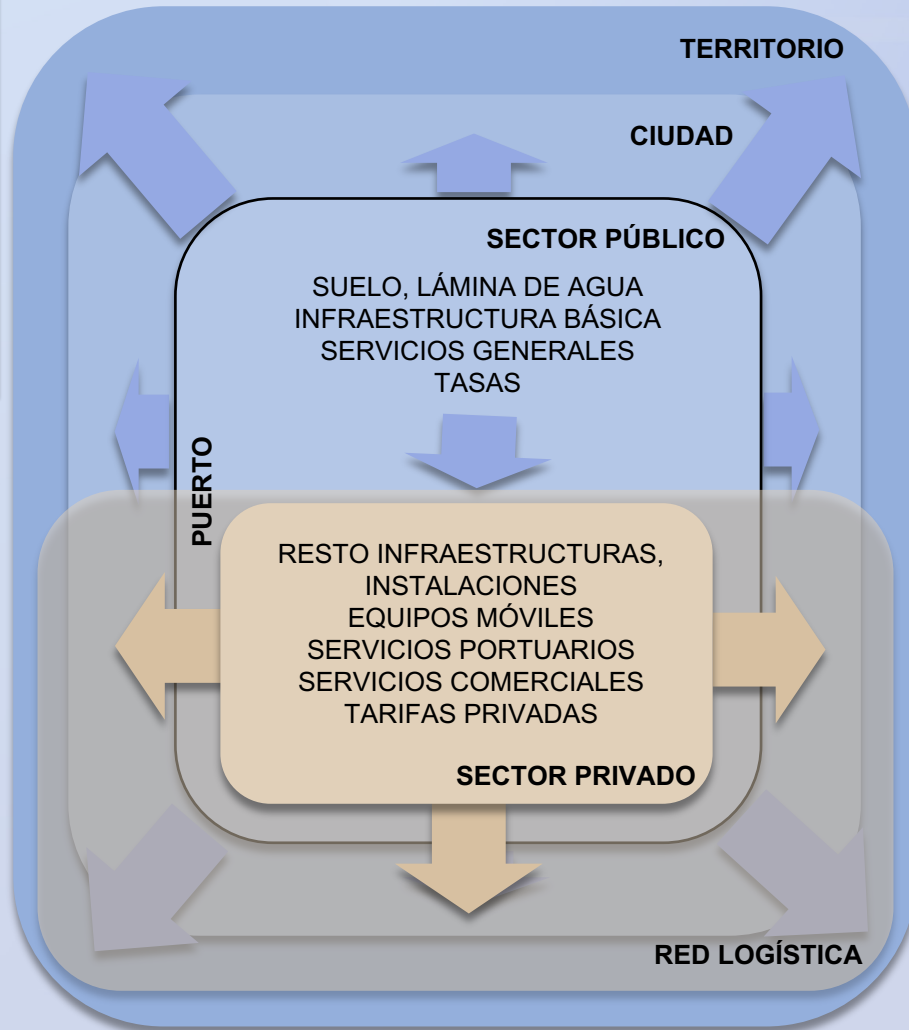 TERRITORIO
CIUDAD
SECTOR PÚBLICO
SUELO, LÁMINA DE AGUA
INFRAESTRUCTURA BÁSICA
SERVICIOS GENERALES
TASAS
PUERTO
RESTO INFRAESTRUCTURAS,
INSTALACIONES
EQUIPOS MÓVILES
SERVICIOS PORTUARIOS
SERVICIOS COMERCIALES
TARIFAS PRIVADAS
SECTOR PRIVADO
RED LOGÍSTICA